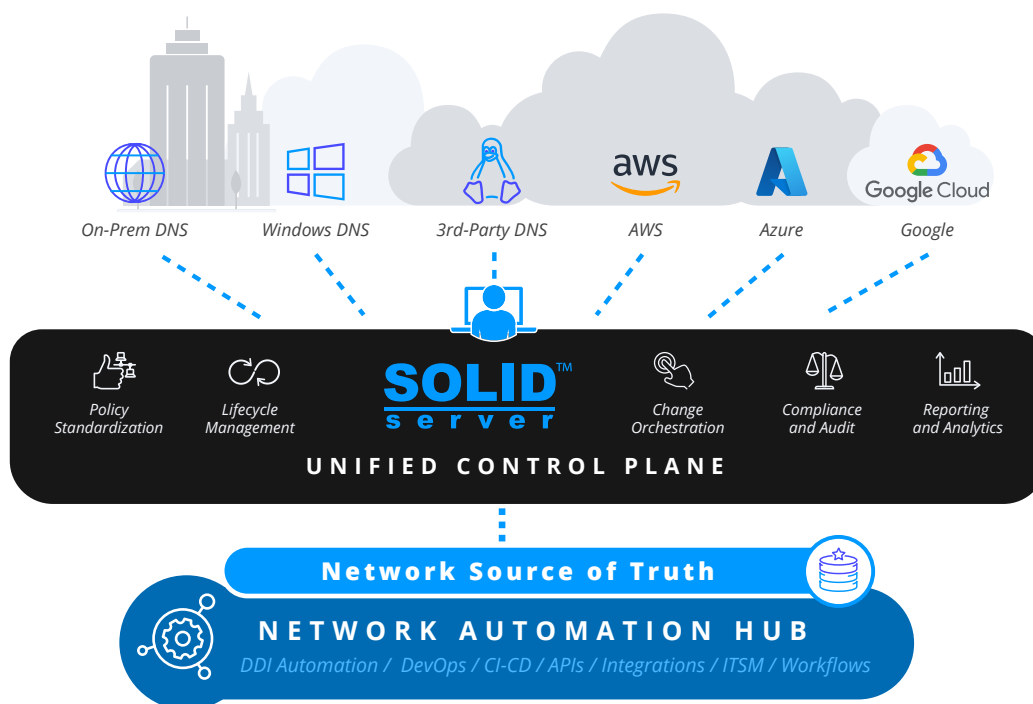 aws
Google Cloud
On-Prem DNS
Windows DNS
3rd-Party DNS
AWS
Azure
Google
SOLID™
server
Policy
Standardization
Lifecycle
Management
Change
Orchestration
Compliance
and Audit
Reporting
and Analytics
UNIFIED CONTROL PLANE
Network Source of Truth
NETWORK AUTOMATION HUB
DDI Automation / DevOps / CI-CD / APIs / Integrations / ITSM / Workflows